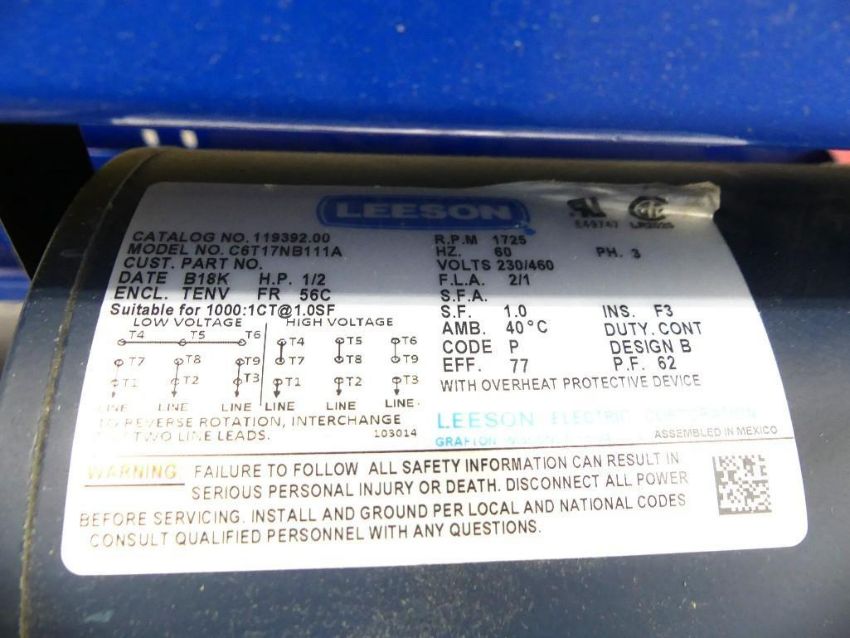 LEESON
E49747 LR2025
CATALOG NO. 119392.00
MODEL NO. C6T17NB111A
CUST. PART NO.
DATE B18K H.P. 1/2
ENCL. TENV FR 56C
Suitable for 1000:1CT@1.0SF
R.P.M 1725
HZ. 60 PH. 3
VOLTS 230/460
F.L.A. 2/1
S.F.A.
S.F. 1.0 INS. F3
AMB. 40°C DUTY. CONT
CODE P DESIGN B
EFF. 77 P.F. 62
WITH OVERHEAT PROTECTIVE DEVICE
LOW VOLTAGE HIGH VOLTAGE
T4 T5 T6 T4 T5 T6
T7 T8 T9 T7 T8 T9
T1 T2 T3 T1 T2 T3
LINE LINE LINE LINE LINE LINE
TO REVERSE ROTATION, INTERCHANGE
TWO LINE LEADS. 103014
LEESON ELECTRIC CORPORATION
GRAFTON ASSEMBLED IN MEXICO
WARNING FAILURE TO FOLLOW ALL SAFETY INFORMATION CAN RESULT IN
SERIOUS PERSONAL INJURY OR DEATH. DISCONNECT ALL POWER
BEFORE SERVICING. INSTALL AND GROUND PER LOCAL AND NATIONAL CODES
CONSULT QUALIFIED PERSONNEL WITH ANY QUESTIONS.